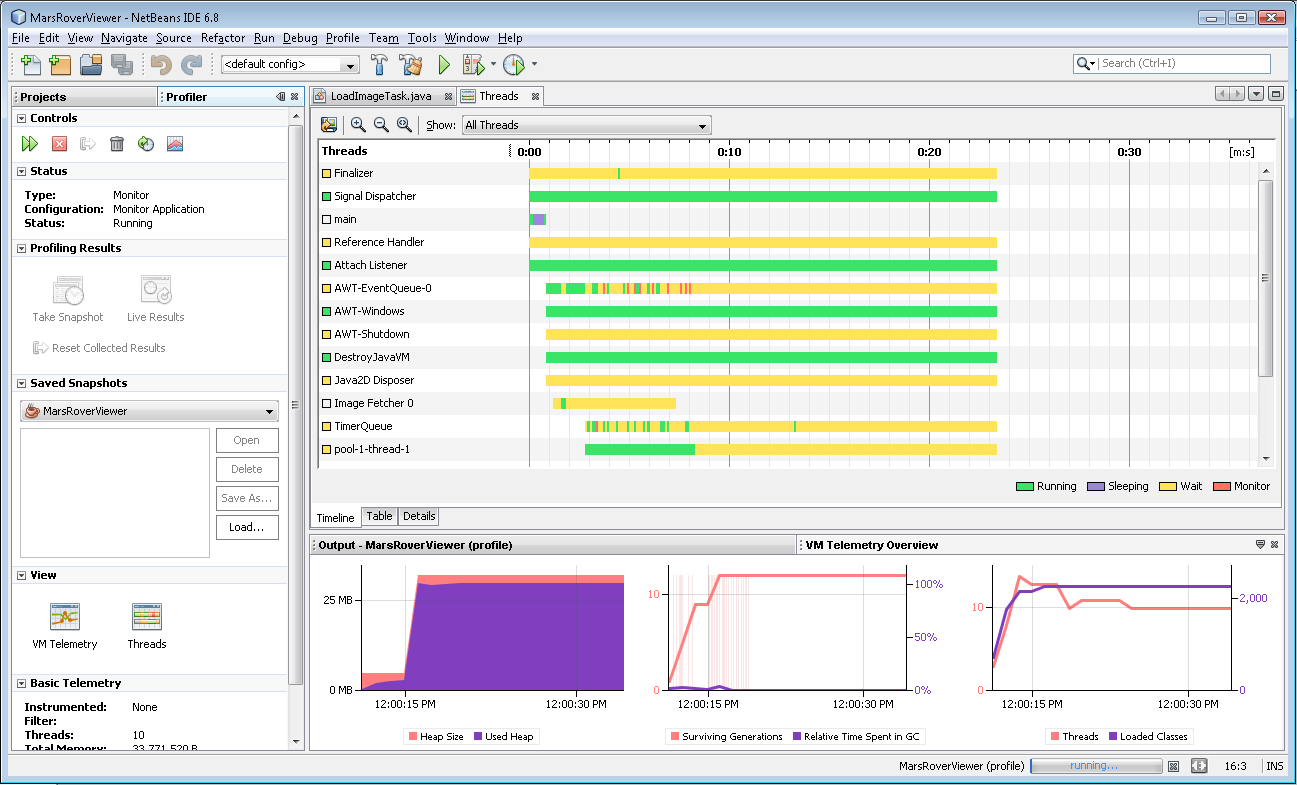 MarsRoverViewer - NetBeans IDE 6.8
File Edit View Navigate Source Refactor Run Debug Profile Team Tools Window Help
<default config>
Search (Ctrl+I)
Projects
Profiler
Controls
Status
Type: Monitor
Configuration: Monitor Application
Status: Running
Profiling Results
Take Snapshot
Live Results
Reset Collected Results
Saved Snapshots
MarsRoverViewer
Open
Delete
Save As...
Load...
View
VM Telemetry
Threads
Basic Telemetry
Instrumented: None
Filter:
Threads: 10
Total Memory: 33,771,520 B
LoadImageTask.java
Threads
Show: All Threads
Threads 0:00 0:10 0:20 0:30 [m:s]
Finalizer
Signal Dispatcher
main
Reference Handler
Attach Listener
AWT-EventQueue-0
AWT-Windows
AWT-Shutdown
DestroyJavaVM
Java2D Disposer
Image Fetcher 0
TimerQueue
pool-1-thread-1
Running Sleeping Wait Monitor
Timeline Table Details
Output - MarsRoverViewer (profile)
VM Telemetry Overview
25 MB
0 MB
12:00:15 PM 12:00:30 PM
Heap Size Used Heap
10
0
100%
50%
0%
12:00:15 PM 12:00:30 PM
Surviving Generations Relative Time Spent in GC
10
0
2,000
0
12:00:15 PM 12:00:30 PM
Threads Loaded Classes
MarsRoverViewer (profile) running... 16:3 INS